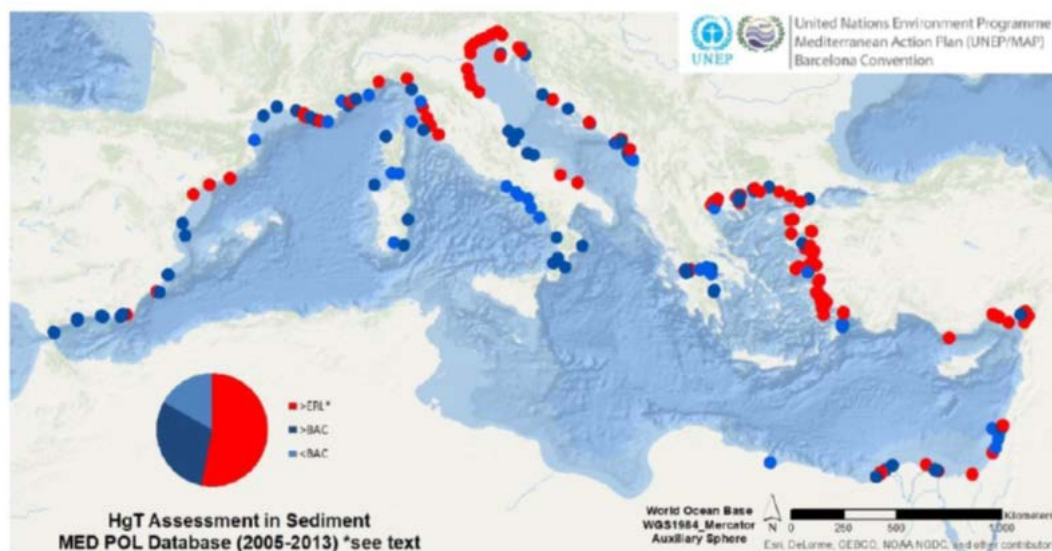 United Nations Environment Programme
Mediterranean Action Plan (UNEP/MAP)
Barcelona Convention
UNEP
>ERL*
>BAC
<BAC
HgT Assessment in Sediment
MED POL Database (2005-2013) *see text
World Ocean Base
WGS1984_Mercator
Auxiliary Sphere
N
Kilometers
0 250 500 1,000
Esri, DeLorme, GEBCO, NOAA NGDC, and other contributors